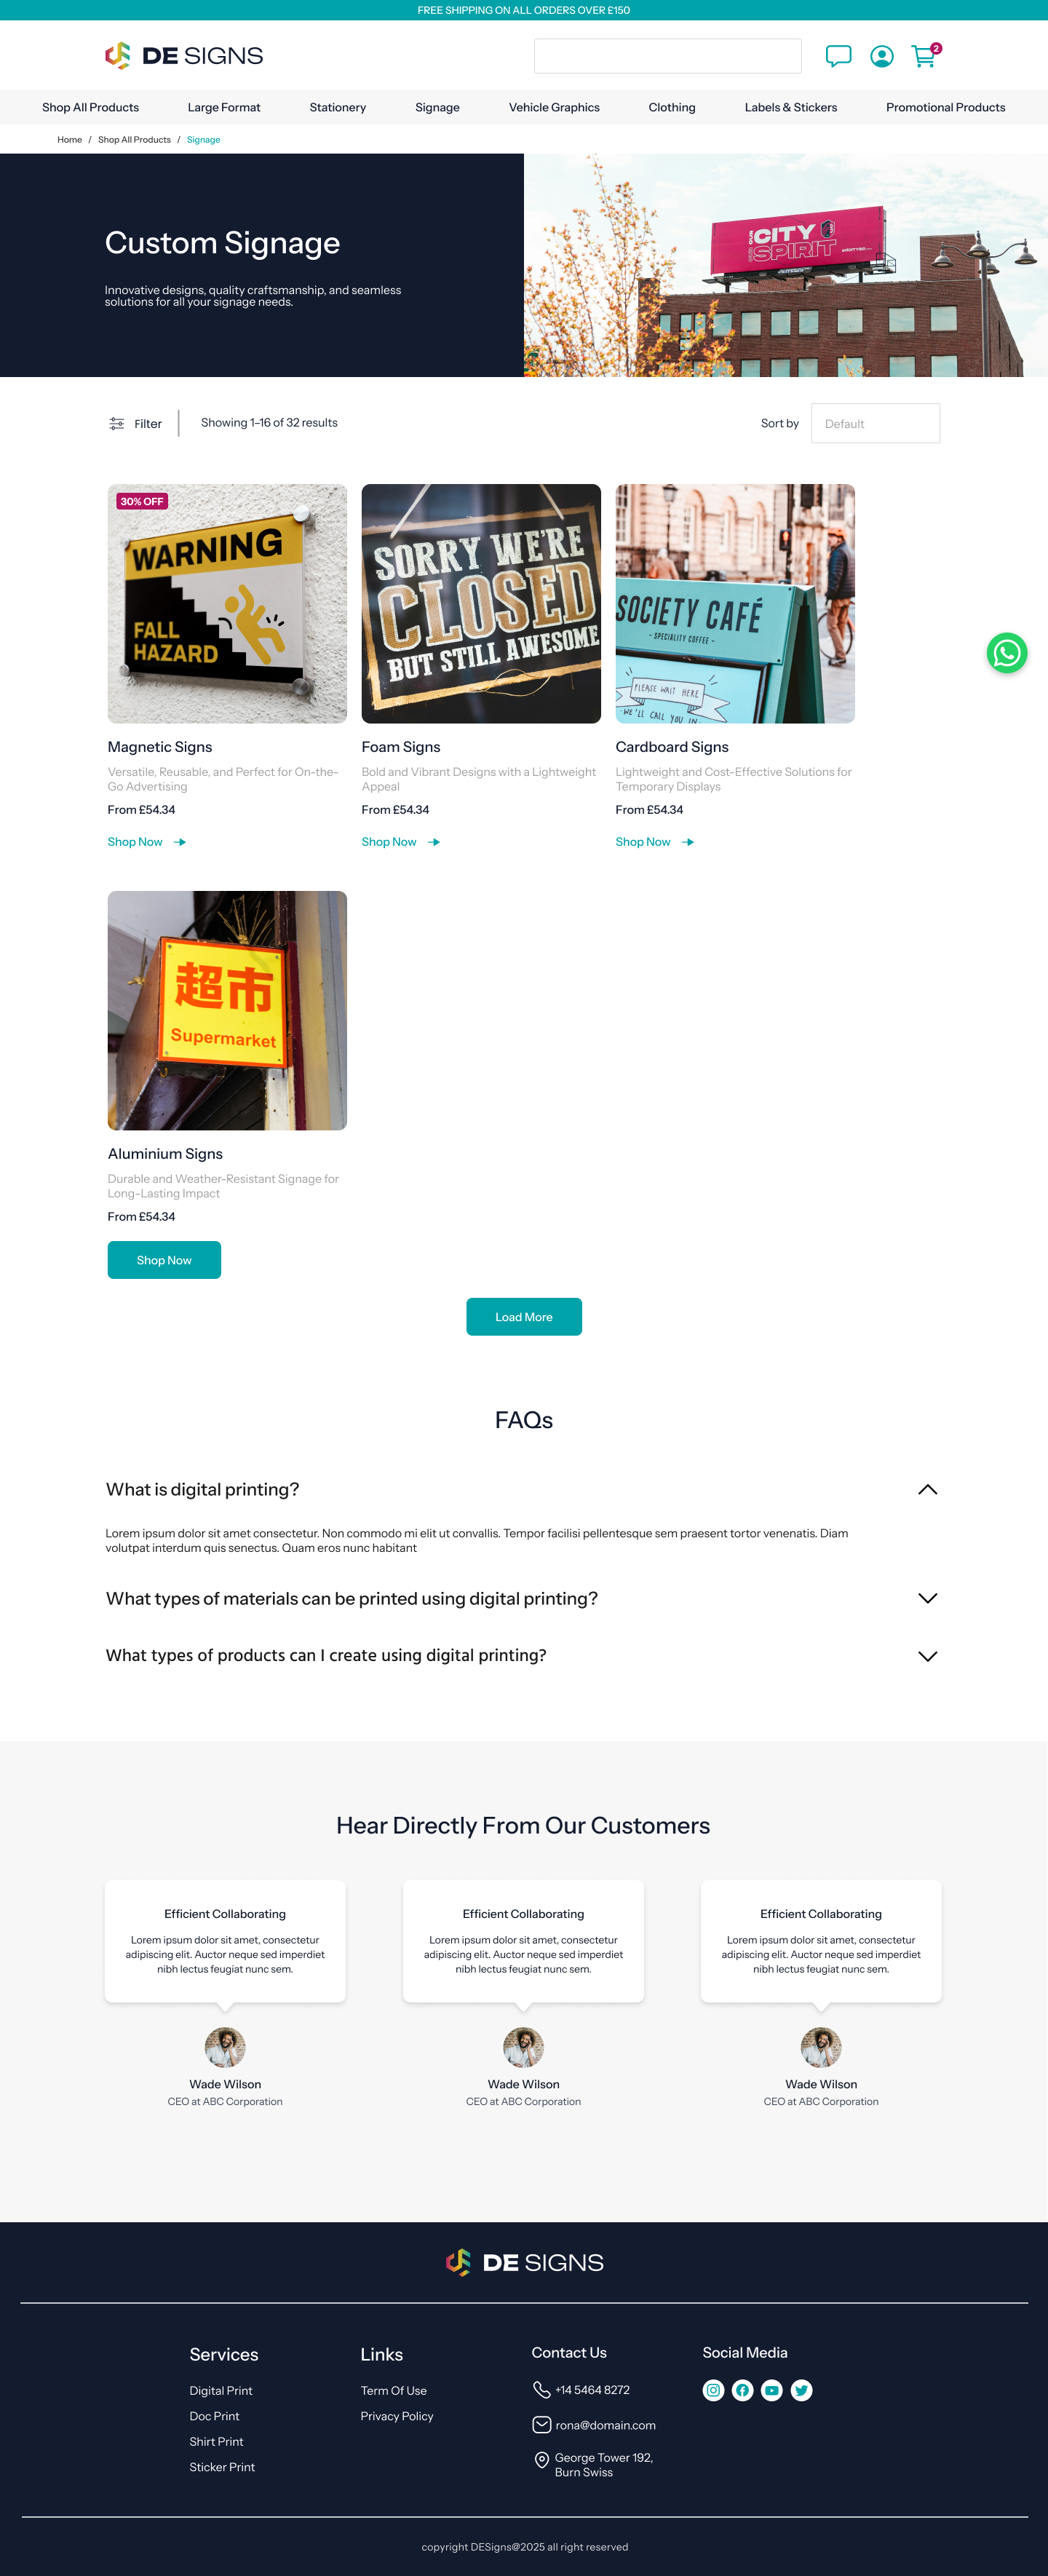 FREE SHIPPING ON ALL ORDERS OVER £150
DE SIGNS
2
Shop All Products
Large Format
Stationery
Signage
Vehicle Graphics
Clothing
Labels & Stickers
Promotional Products
Home / Shop All Products / Signage
Custom Signage
Innovative designs, quality craftsmanship, and seamless
solutions for all your signage needs.
CITY
SPIRIT
Filter
Showing 1–16 of 32 results
Sort by
Default
30% OFF
WARNING
FALL
HAZARD
SORRY WE'RE
CLOSED
BUT STILL AWESOME
SOCIETY CAFÉ
- SPECIALITY COFFEE -
PLEASE WAIT HERE
WE'LL CALL YOU IN
Magnetic Signs
Versatile, Reusable, and Perfect for On-the-
Go Advertising
From £54.34
Shop Now
Foam Signs
Bold and Vibrant Designs with a Lightweight
Appeal
From £54.34
Shop Now
Cardboard Signs
Lightweight and Cost-Effective Solutions for
Temporary Displays
From £54.34
Shop Now
超市
Supermarket
Aluminium Signs
Durable and Weather-Resistant Signage for
Long-Lasting Impact
From £54.34
Shop Now
Load More
FAQs
What is digital printing?
Lorem ipsum dolor sit amet consectetur. Non commodo mi elit ut convallis. Tempor facilisi pellentesque sem praesent tortor venenatis. Diam
volutpat interdum quis senectus. Quam eros nunc habitant
What types of materials can be printed using digital printing?
What types of products can I create using digital printing?
Hear Directly From Our Customers
Efficient Collaborating
Lorem ipsum dolor sit amet, consectetur
adipiscing elit. Auctor neque sed imperdiet
nibh lectus feugiat nunc sem.
Wade Wilson
CEO at ABC Corporation
Efficient Collaborating
Lorem ipsum dolor sit amet, consectetur
adipiscing elit. Auctor neque sed imperdiet
nibh lectus feugiat nunc sem.
Wade Wilson
CEO at ABC Corporation
Efficient Collaborating
Lorem ipsum dolor sit amet, consectetur
adipiscing elit. Auctor neque sed imperdiet
nibh lectus feugiat nunc sem.
Wade Wilson
CEO at ABC Corporation
DE SIGNS
Services
Digital Print
Doc Print
Shirt Print
Sticker Print
Links
Term Of Use
Privacy Policy
Contact Us
+14 5464 8272
rona@domain.com
George Tower 192,
Burn Swiss
Social Media
copyright DESigns@2025 all right reserved